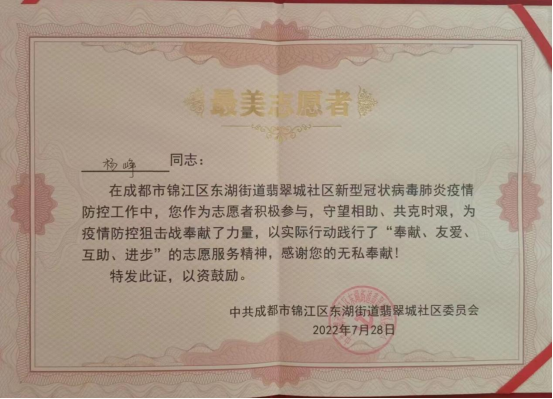 最美志愿者
杨峥 同志：
在成都市锦江区东湖街道翡翠城社区新型冠状病毒肺炎疫情
防控工作中，您作为志愿者积极参与，守望相助、共克时艰，为
疫情防控狙击战奉献了力量，以实际行动践行了“奉献、友爱、
互助、进步”的志愿服务精神，感谢您的无私奉献！
特发此证，以资鼓励。
中共成都市锦江区东湖街道翡翠城社区委员会
2022年7月28日